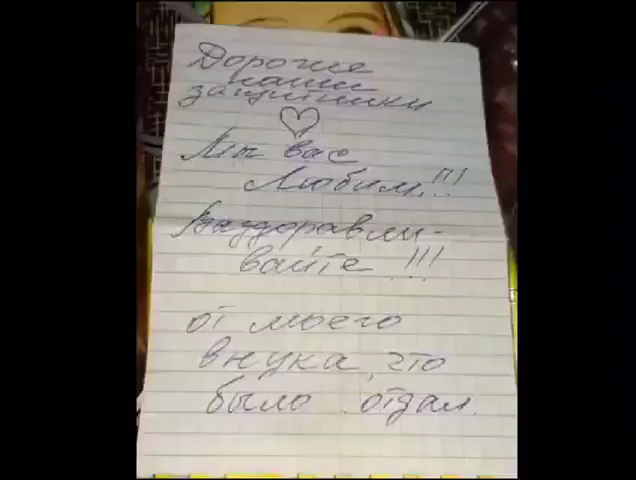 Дорогие
наши
защитники
Мы вас
Любим!!!
Выздоравли-
вайте!!!
от моего
внука, что
было отдал.